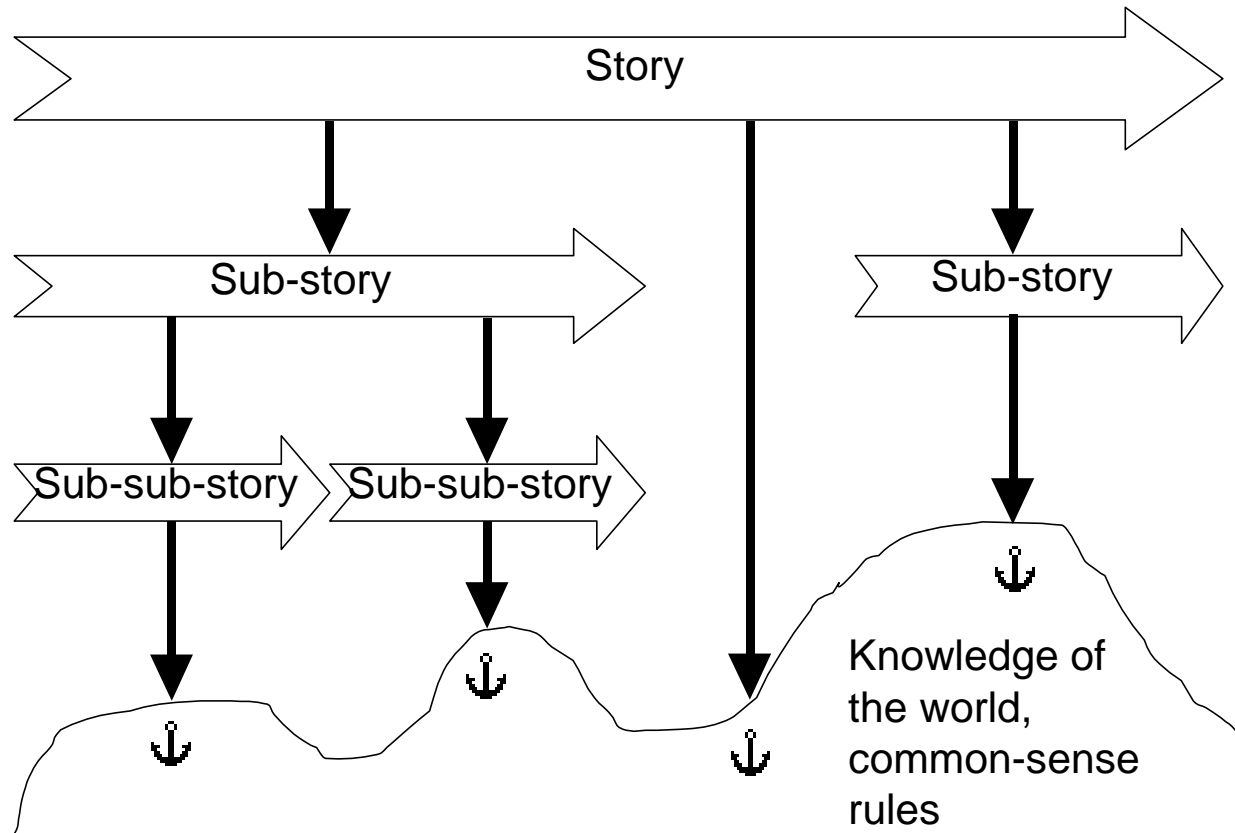 Story
Sub-story
Sub-story
Sub-sub-story
Sub-sub-story
Knowledge of
the world,
common-sense
rules